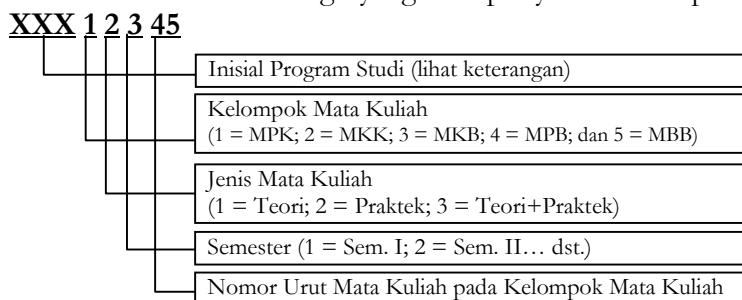 XXX 1 2 3 45
Inisial Program Studi (lihat keterangan)
Kelompok Mata Kuliah
(1 = MPK; 2 = MKK; 3 = MKB; 4 = MPB; dan 5 = MBB)
Jenis Mata Kuliah
(1 = Teori; 2 = Praktek; 3 = Teori+Praktek)
Semester (1 = Sem. I; 2 = Sem. II… dst.)
Nomor Urut Mata Kuliah pada Kelompok Mata Kuliah